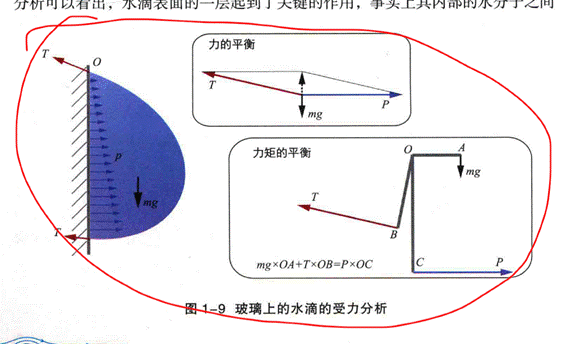 分析可以看出，水滴表面的一层起到了关键的作用，事实上其内部的水分子之间
T
O
p
mg
T
力的平衡
T
P
mg
力矩的平衡
O
A
mg
T
B
C
P
mg×OA+T×OB=P×OC
图 1-9 玻璃上的水滴的受力分析